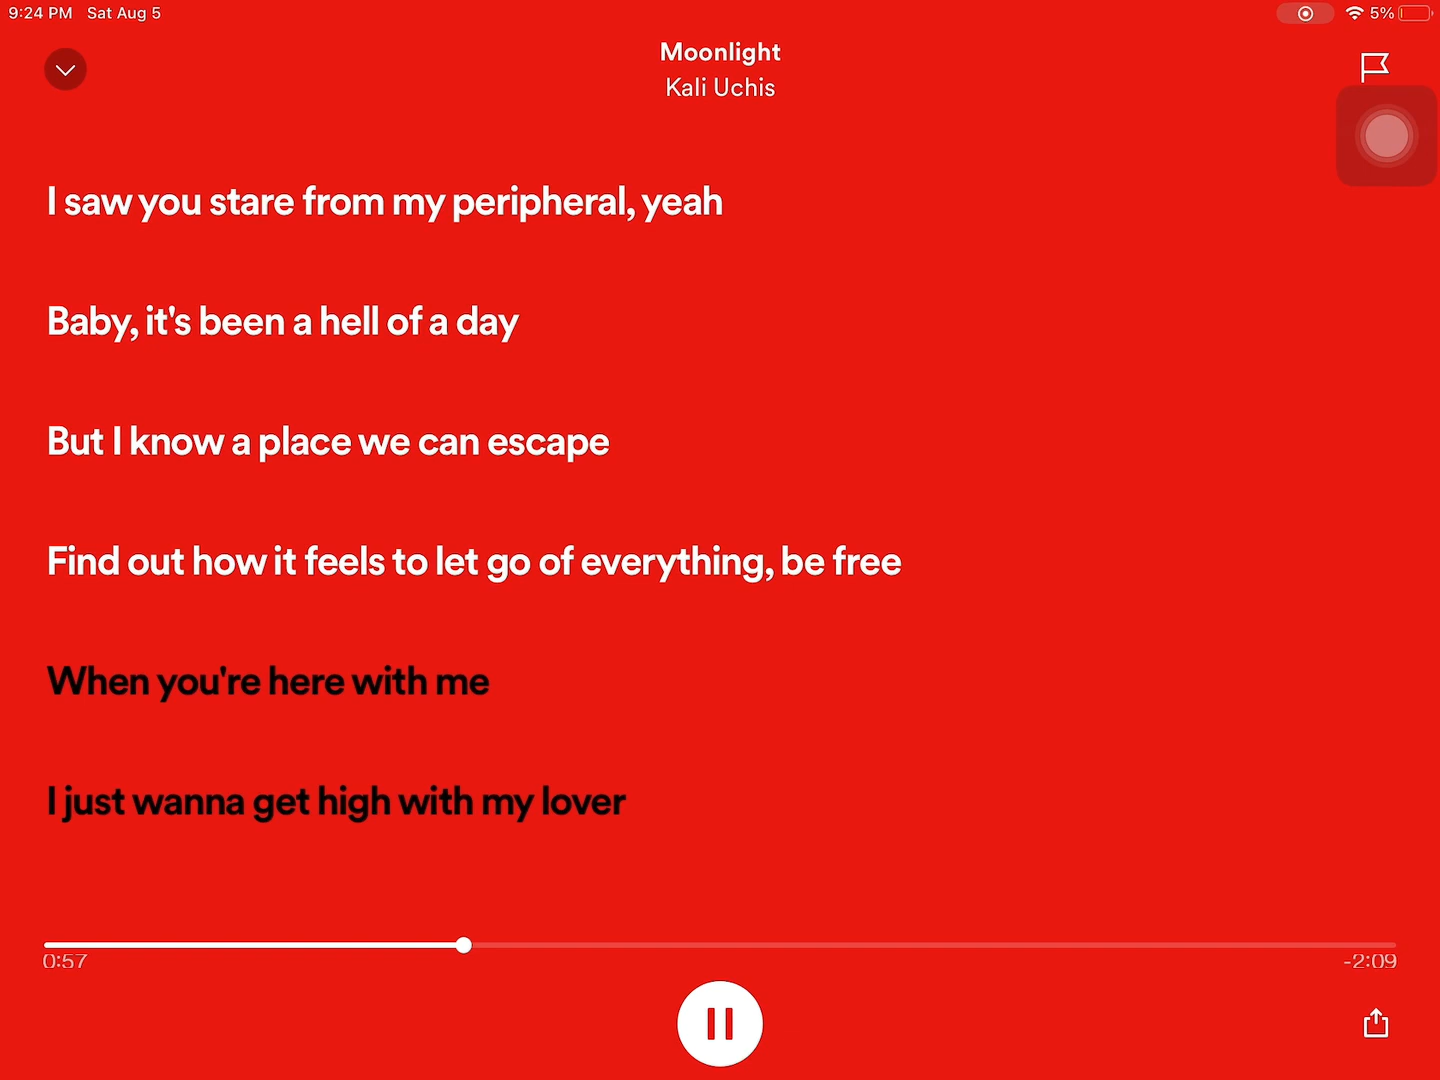 9:24 PM Sat Aug 5 5%
Moonlight
Kali Uchis
I saw you stare from my peripheral, yeah
Baby, it's been a hell of a day
But I know a place we can escape
Find out how it feels to let go of everything, be free
When you're here with me
I just wanna get high with my lover
0:57 -2:09